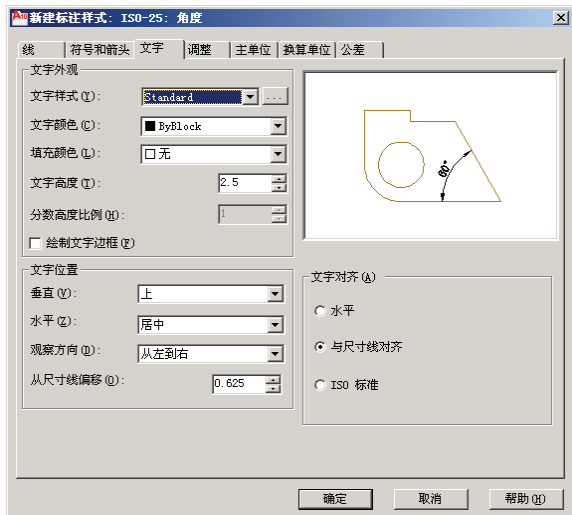 新建标注样式: ISO-25: 角度
线 符号和箭头 文字 调整 主单位 换算单位 公差
文字外观
文字样式(Y): Standard ...
文字颜色(C): ByBlock
填充颜色(L): 无
文字高度(T): 2.5
分数高度比例(H): 1
绘制文字边框(F)
60°
文字位置
垂直(V): 上
水平(Z): 居中
观察方向(D): 从左到右
从尺寸线偏移(O): 0.625
文字对齐(A)
水平
与尺寸线对齐
ISO 标准
确定 取消 帮助(H)